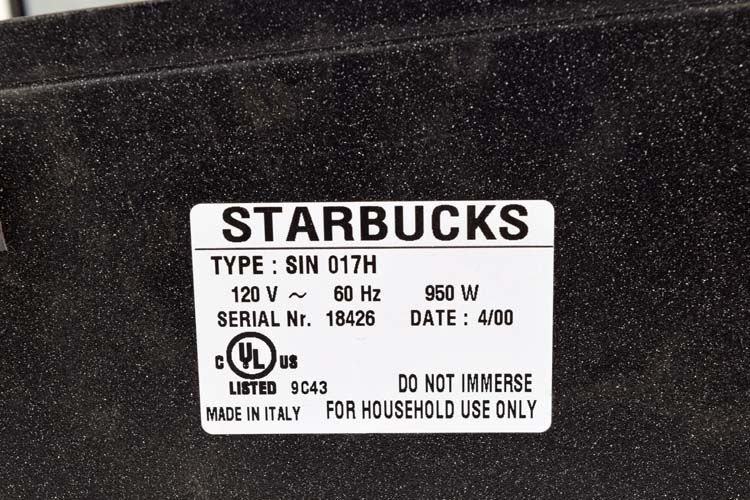 STARBUCKS
TYPE : SIN 017H
120 V ~ 60 Hz 950 W
SERIAL Nr. 18426 DATE : 4/00
C UL US
LISTED 9C43 DO NOT IMMERSE
MADE IN ITALY FOR HOUSEHOLD USE ONLY